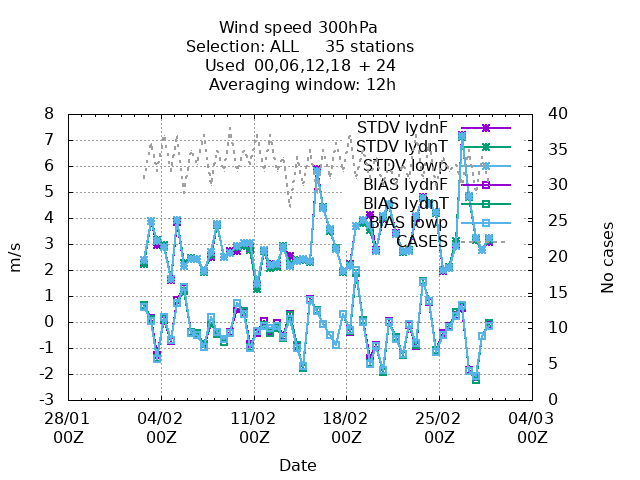 Wind speed 300hPa
Selection: ALL 35 stations
Used 00,06,12,18 + 24
Averaging window: 12h
STDV lydnF
STDV lydnT
STDV lowp
BIAS lydnF
BIAS lydnT
BIAS lowp
CASES
m/s
8
7
6
5
4
3
2
1
0
-1
-2
-3
No cases
40
35
30
25
20
15
10
5
0
28/01 04/02 11/02 18/02 25/02 04/03
00Z 00Z 00Z 00Z 00Z 00Z
Date